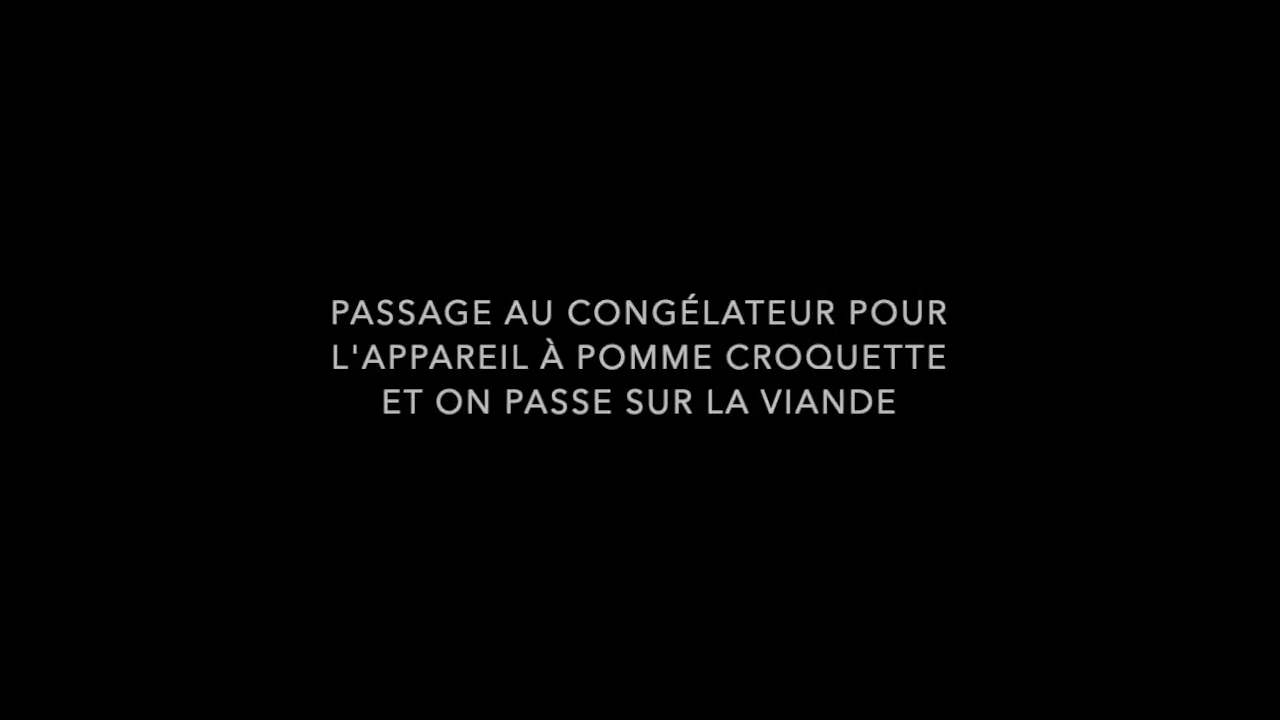 PASSAGE AU CONGÉLATEUR POUR
L'APPAREIL À POMME CROQUETTE
ET ON PASSE SUR LA VIANDE